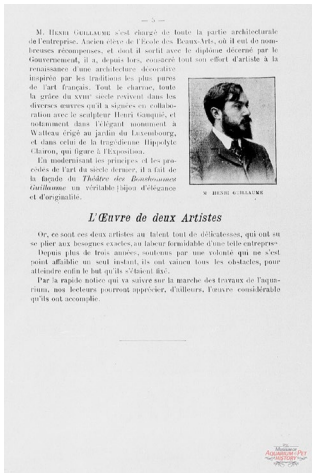 — 5 —
M. HENRI GUILLAUME s'est chargé de toute la partie architecturale
de l'entreprise. Ancien élève de l'École des Beaux-Arts, où il eut de nom-
breuses récompenses, et dont il sortit avec le diplôme décerné par le
Gouvernement, il a, depuis lors, consacré tout son effort d'artiste à la
renaissance d'une architecture décorative
inspirée par les traditions les plus pures
de l'art français. Tout le charme, toute
la grâce du XVIIIe siècle revivent dans les
diverses œuvres qu'il a signées en collabo-
ration avec le sculpteur Henri Gauquié, et
notamment dans l'élégant monument à
Watteau érigé au jardin du Luxembourg,
et dans celui de la tragédienne Hippolyte
Clairon, qui figure à l'Exposition.
En modernisant les principes et les pro-
cédés de l'art du siècle dernier, il a fait de
la façade du Théâtre des Bonshommes
Guillaume un véritable bijou d'élégance
et d'originalité.
M. HENRI GUILLAUME
L'Œuvre de deux Artistes
Or, ce sont ces deux artistes au talent tout de délicatesse, qui ont su
se plier aux besognes exactes, au labeur formidable d'une telle entreprise.
Depuis plus de trois années, soutenus par une volonté qui ne s'est
point affaiblie un seul instant, ils ont vaincu tous les obstacles, pour
atteindre enfin le but qu'ils s'étaient fixé.
Par la rapide notice qui va suivre sur la marche des travaux de l'aqua-
rium, nos lecteurs pourront apprécier, d'ailleurs, l'œuvre considérable
qu'ils ont accomplie.
Aquarium & Pet
HISTORY